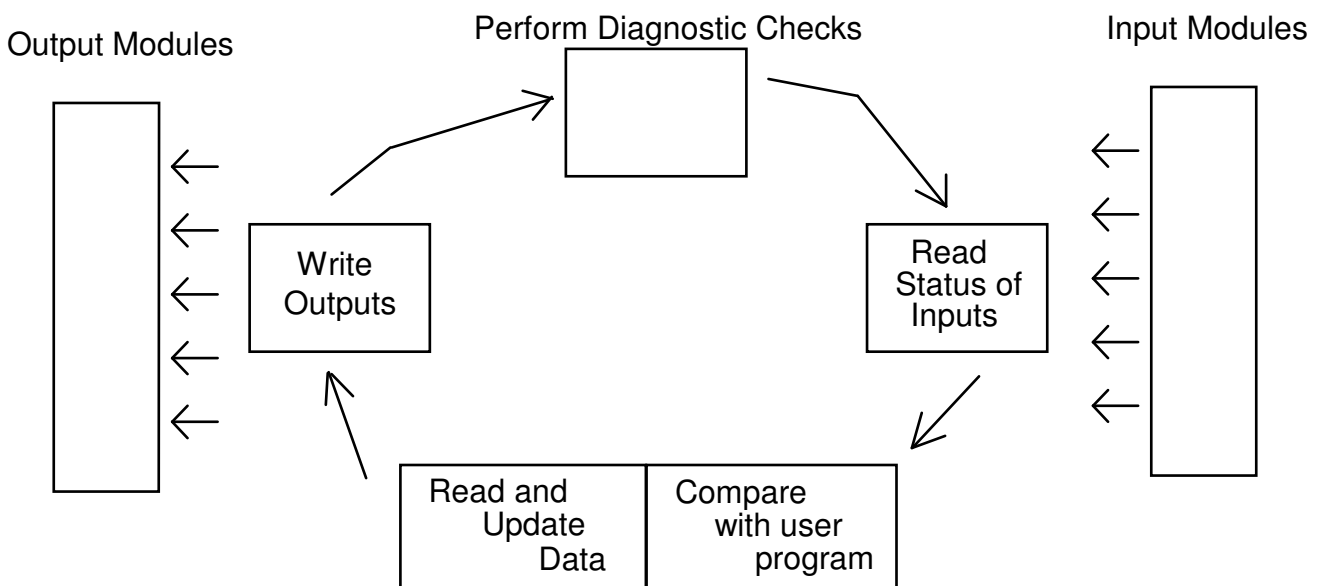 Perform Diagnostic Checks
Output Modules
Input Modules
Write
Outputs
Read
Status of
Inputs
Read and
Update
Data
Compare
with user
program